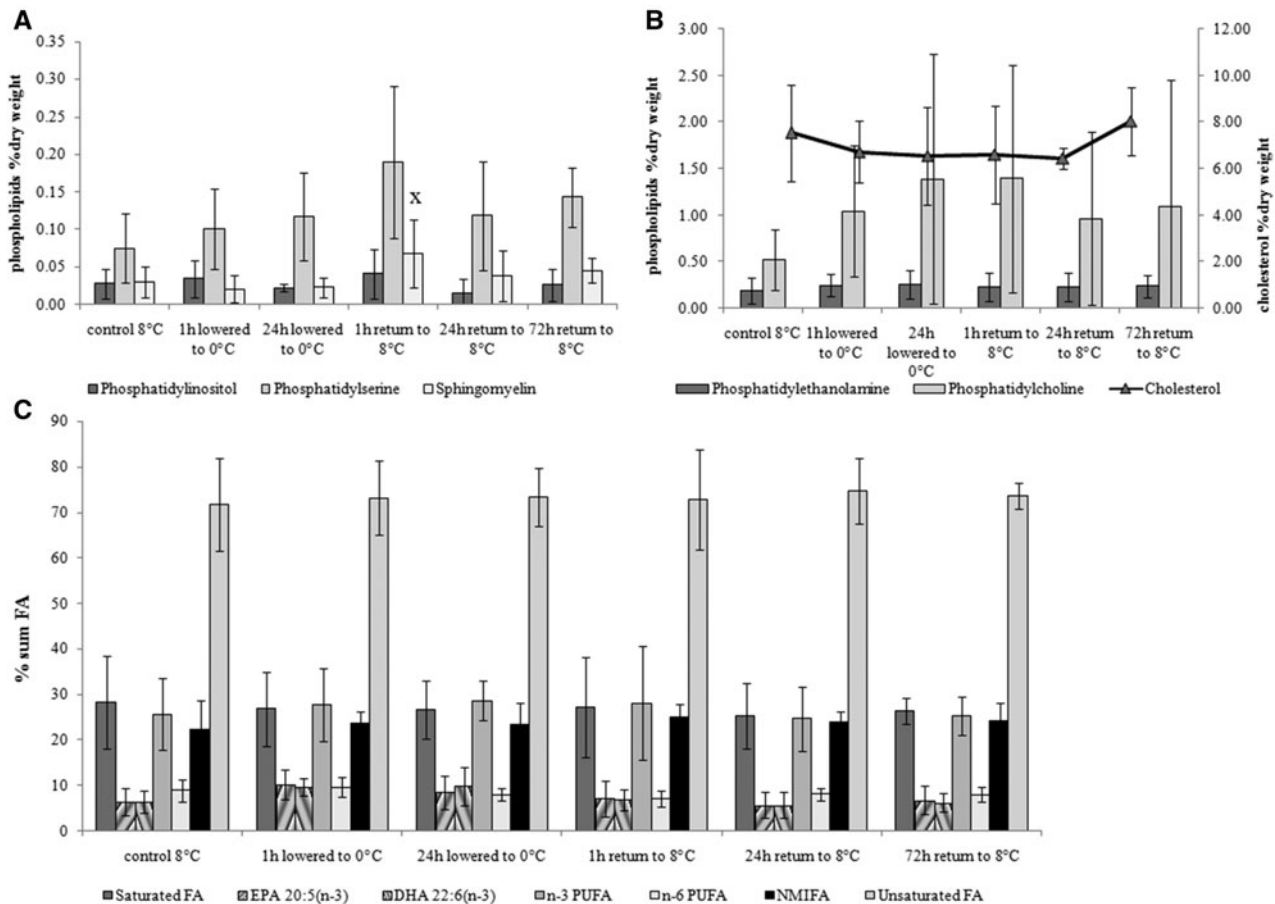 A
phospholipids %dry weight
0.35
0.30
0.25
0.20
0.15
0.10
0.05
0.00
x
control 8°C
1h lowered
to 0°C
24h lowered
to 0°C
1h return to
8°C
24h return to
8°C
72h return to
8°C
Phosphatidylinositol
Phosphatidylserine
Sphingomyelin
B
phospholipids %dry weight
3.00
2.50
2.00
1.50
1.00
0.50
0.00
12.00
10.00
8.00
6.00
4.00
2.00
0.00
cholesterol %dry weight
control 8°C
1h lowered
to 0°C
24h
lowered to
0°C
1h return to
8°C
24h return
to 8°C
72h return
to 8°C
Phosphatidylethanolamine
Phosphatidylcholine
Cholesterol
C
% sum FA
90
80
70
60
50
40
30
20
10
0
control 8°C
1h lowered to 0°C
24h lowered to 0°C
1h return to 8°C
24h return to 8°C
72h return to 8°C
Saturated FA
EPA 20:5(n-3)
DHA 22:6(n-3)
n-3 PUFA
n-6 PUFA
NMIFA
Unsaturated FA